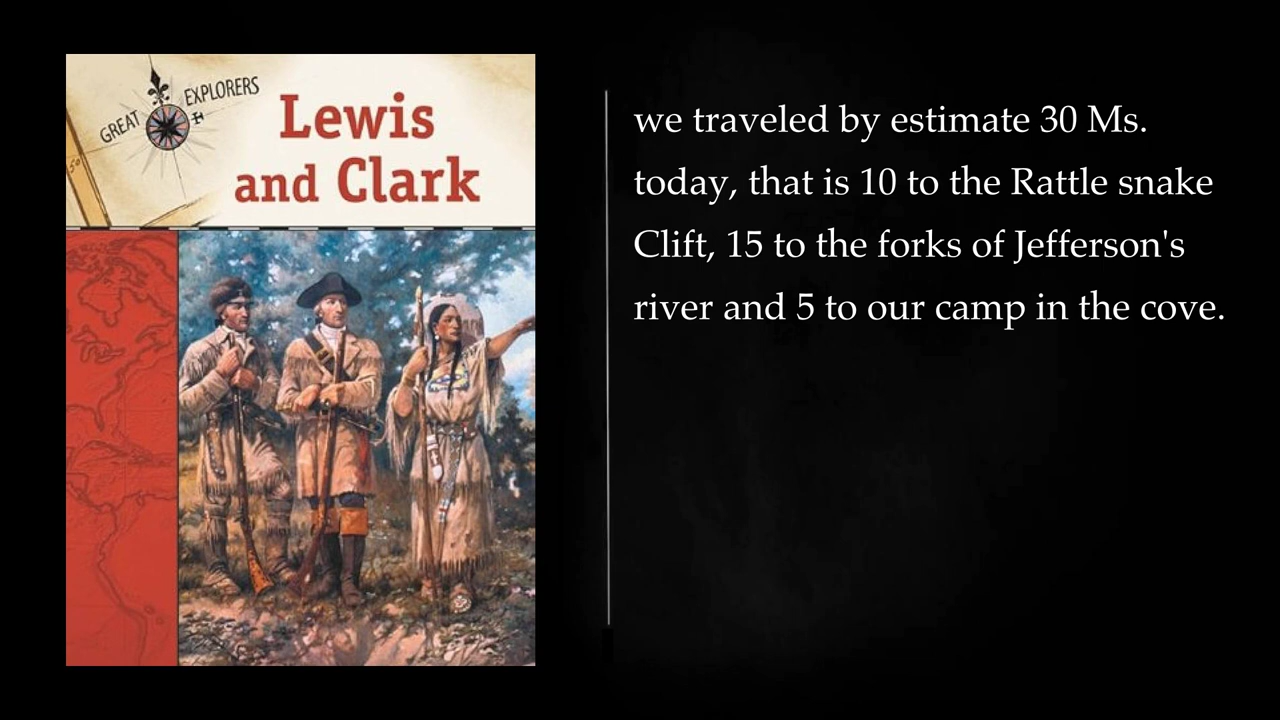 GREAT EXPLORERS
Lewis
and Clark
50
we traveled by estimate 30 Ms.
today, that is 10 to the Rattle snake
Clift, 15 to the forks of Jefferson's
river and 5 to our camp in the cove.